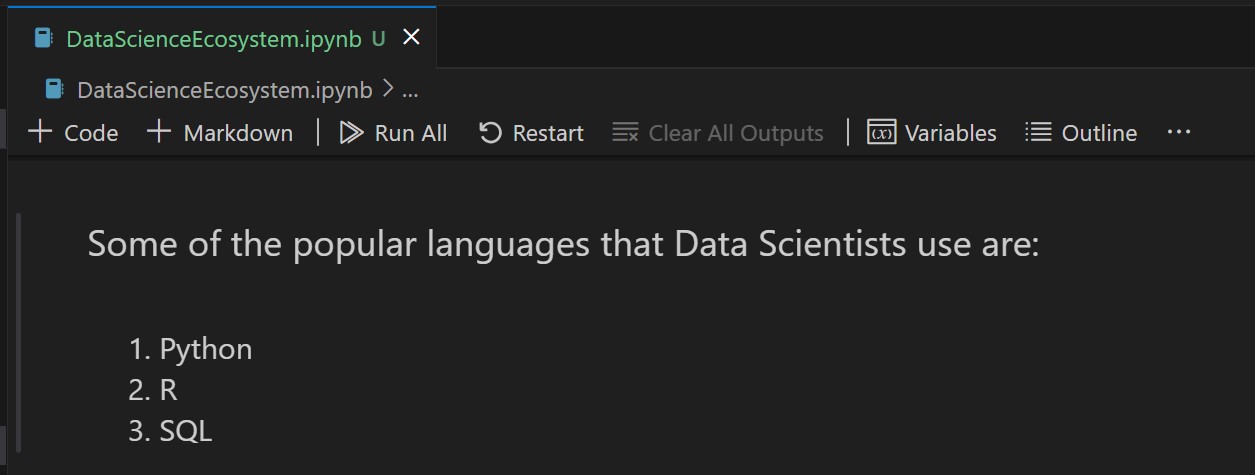 DataScienceEcosystem.ipynb U
DataScienceEcosystem.ipynb > ...
+ Code + Markdown | Run All Restart Clear All Outputs | (x) Variables Outline ...
Some of the popular languages that Data Scientists use are:
1. Python
2. R
3. SQL